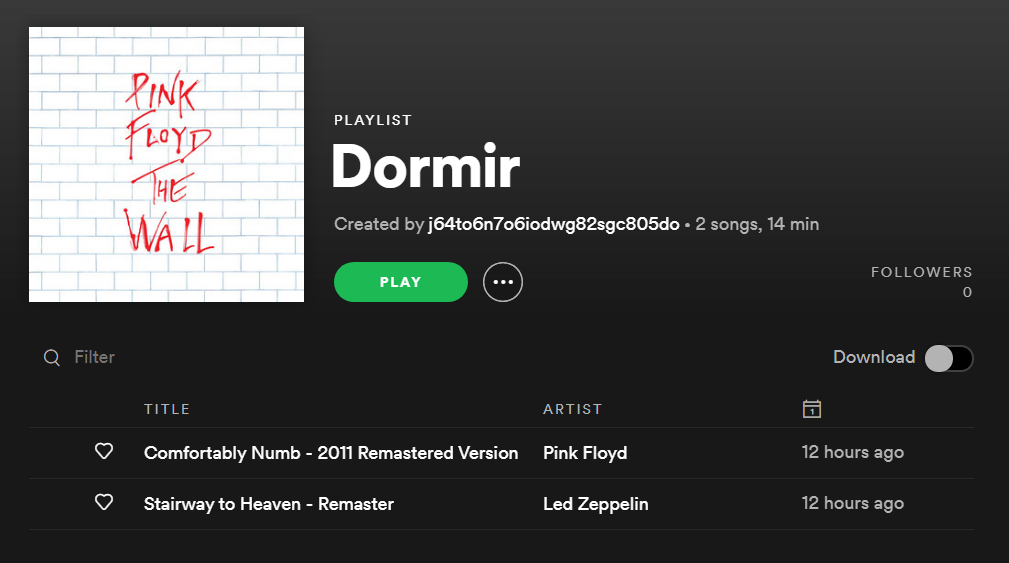 PINK
FLOYD
THE
WALL
PLAYLIST
Dormir
Created by j64to6n7o6iodwg82sgc805do • 2 songs, 14 min
PLAY
FOLLOWERS
0
Filter
Download
TITLE ARTIST 1
Comfortably Numb - 2011 Remastered Version Pink Floyd 12 hours ago
Stairway to Heaven - Remaster Led Zeppelin 12 hours ago